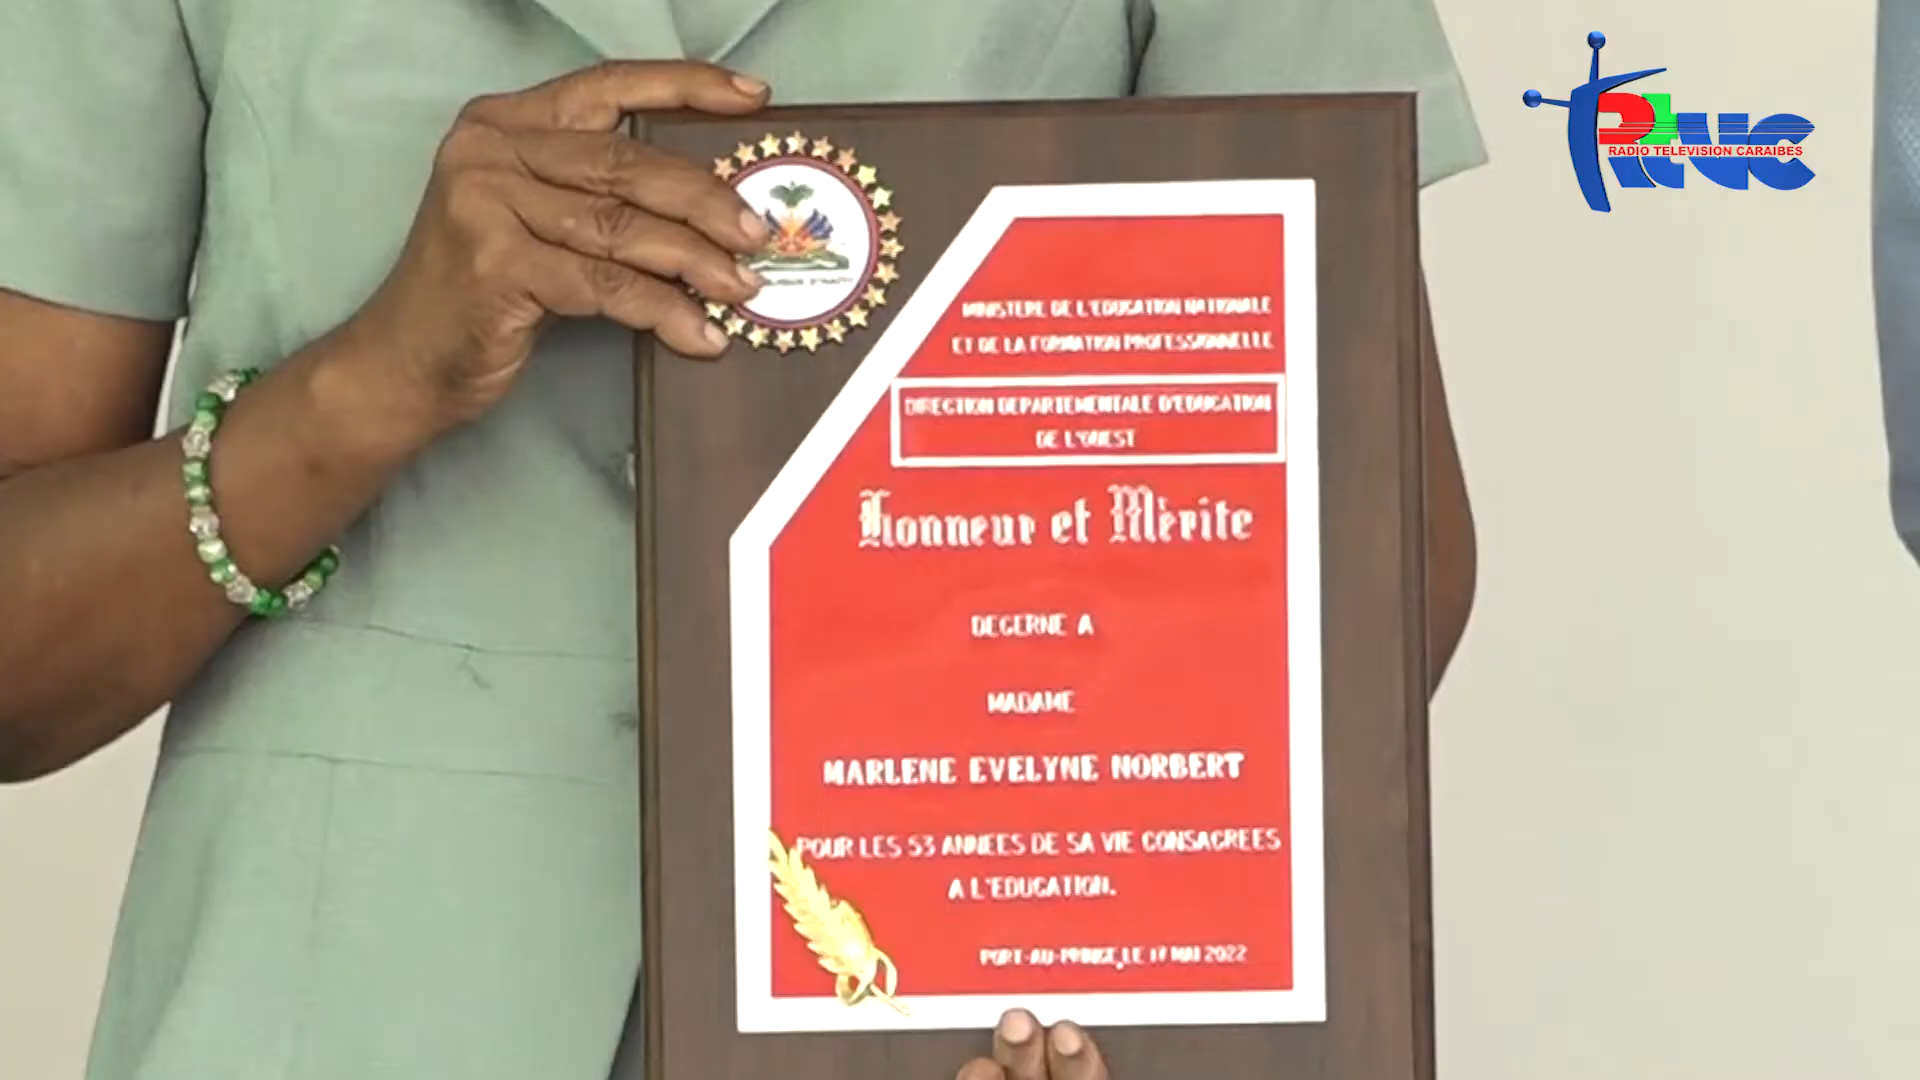 Rtvc
RADIO TELEVISION CARAIBES
MINISTERE DE L'EDUCATION NATIONALE
ET DE LA FORMATION PROFESSIONNELLE
DIRECTION DEPARTEMENTALE D'EDUCATION
DE L'OUEST
Honneur et Mèrite
DECERNE A
MADAME
MARLENE EVELYNE NORBERT
POUR LES 53 ANNEES DE SA VIE CONSACREES
A L'EDUCATION.
PORT-AU-PRINCE, LE 17 MAI 2022